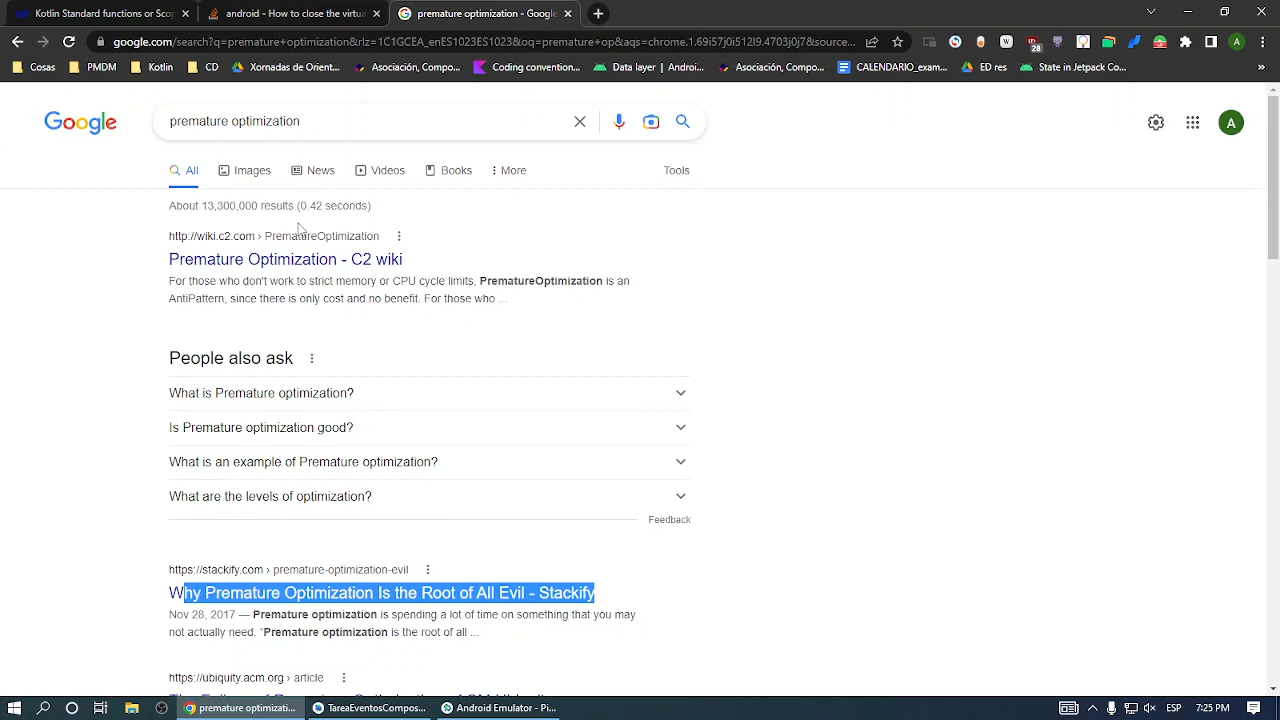 Kotlin Standard functions or Scop
android - How to close the virtua
premature optimization - Google
google.com/search?q=premature+optimization&rlz=1C1GCEA_enES1023ES1023&oq=premature+op&aqs=chrome.1.69i57j0i512l9.4703j0j7&source...
28
A
Cosas
PMDM
Kotlin
CD
Xornadas de Orient...
Asociación, Compo...
Coding convention...
Data layer | Androi...
Asociación, Compo...
CALENDARIO_exam...
ED res
State in Jetpack Co...
»
Google
premature optimization
A
All
Images
News
Videos
Books
More
Tools
About 13,300,000 results (0.42 seconds)
http://wiki.c2.com › PrematureOptimization
Premature Optimization - C2 wiki
For those who don't work to strict memory or CPU cycle limits, PrematureOptimization is an
AntiPattern, since there is only cost and no benefit. For those who ...
People also ask
What is Premature optimization?
Is Premature optimization good?
What is an example of Premature optimization?
What are the levels of optimization?
Feedback
https://stackify.com › premature-optimization-evil
Why Premature Optimization Is the Root of All Evil - Stackify
Nov 28, 2017 — Premature optimization is spending a lot of time on something that you may
not actually need. "Premature optimization is the root of all ...
https://ubiquity.acm.org › article
premature optimizati...
TareaEventosCompos...
Android Emulator - Pi...
ESP
7:25 PM